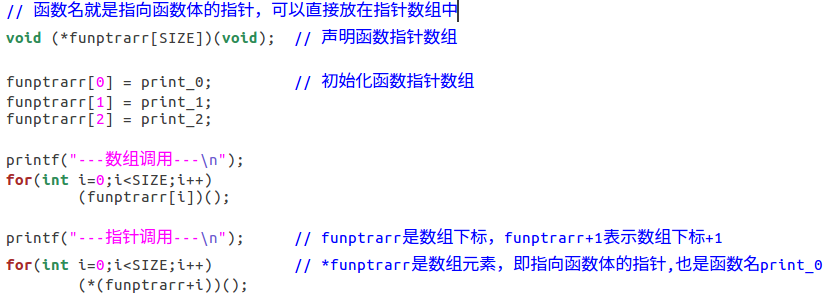 // 函数名就是指向函数体的指针，可以直接放在指针数组中
void (*funptrarr[SIZE])(void);  // 声明函数指针数组
funptrarr[0] = print_0;         // 初始化函数指针数组
funptrarr[1] = print_1;
funptrarr[2] = print_2;
printf("---数组调用---\n");
for(int i=0;i<SIZE;i++)
        (funptrarr[i])();
printf("---指针调用---\n");      // funptrarr是数组下标，funptrarr+1表示数组下标+1
for(int i=0;i<SIZE;i++)         // *funptrarr是数组元素，即指向函数体的指针,也是函数名print_0
        (*(funptrarr+i))();